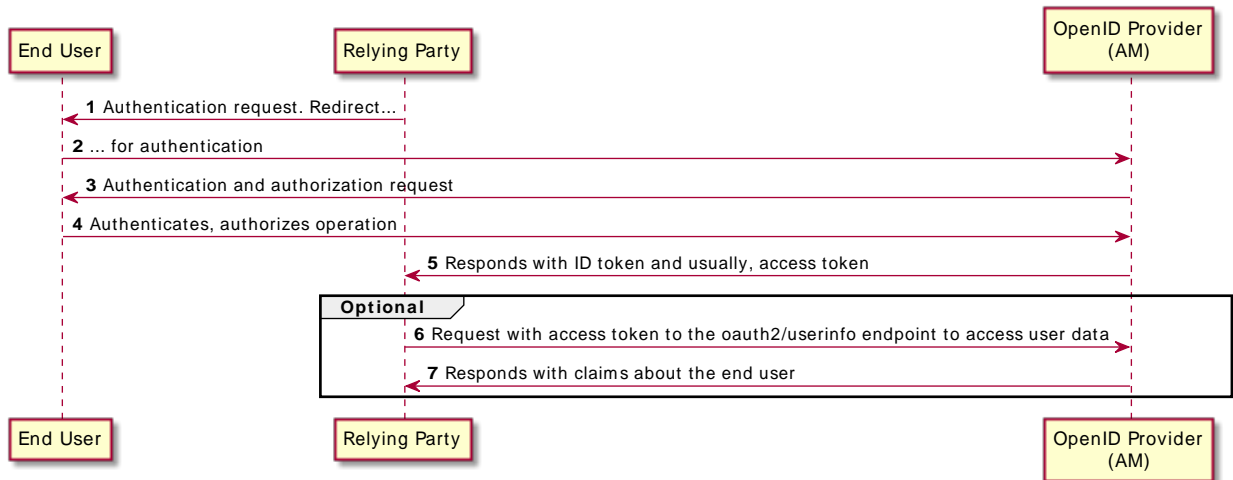 End User
Relying Party
OpenID Provider
(AM)
1 Authentication request. Redirect...
2 ... for authentication
3 Authentication and authorization request
4 Authenticates, authorizes operation
5 Responds with ID token and usually, access token
Optional
6 Request with access token to the oauth2/userinfo endpoint to access user data
7 Responds with claims about the end user
End User
Relying Party
OpenID Provider
(AM)